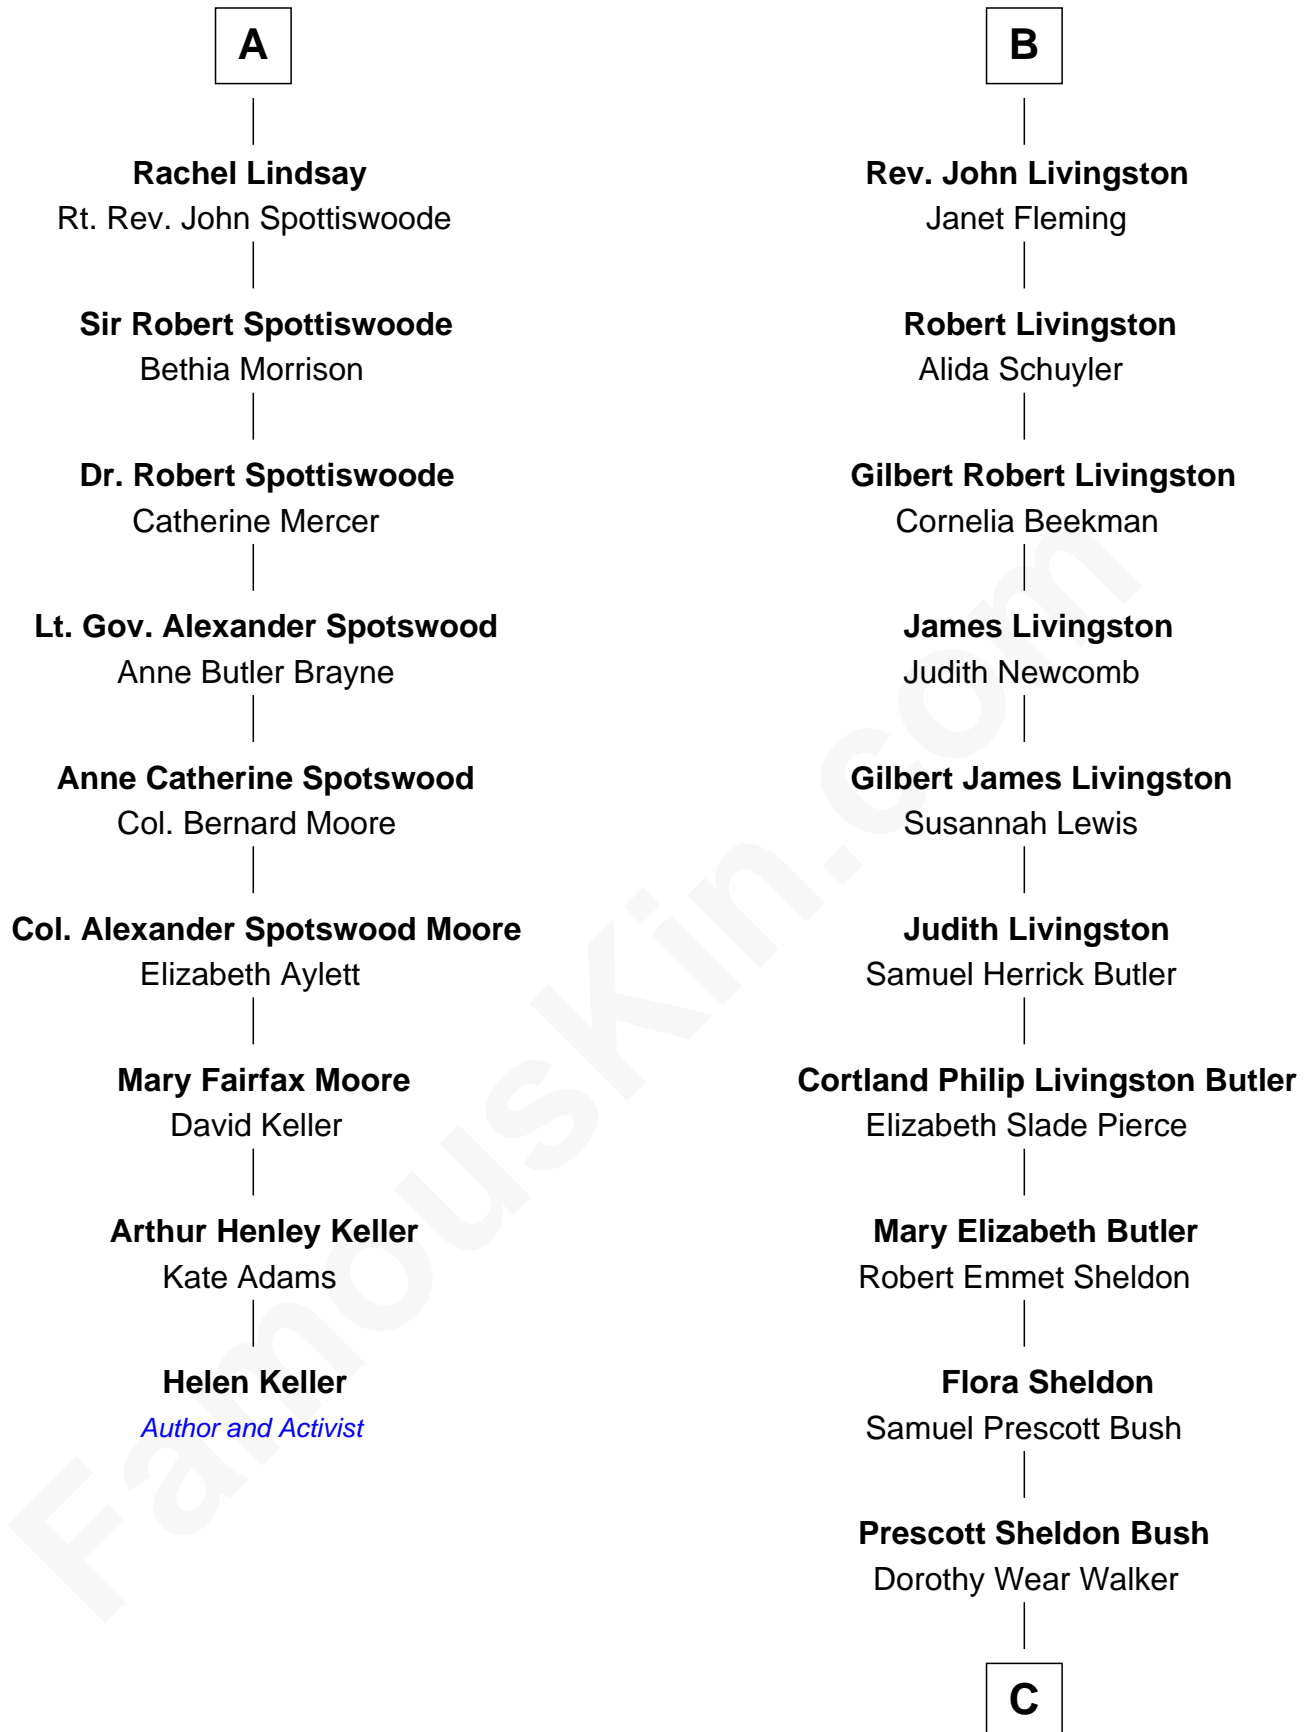 A
Rachel Lindsay
Rt. Rev. John Spottiswoode
Sir Robert Spottiswoode
Bethia Morrison
Dr. Robert Spottiswoode
Catherine Mercer
Lt. Gov. Alexander Spotswood
Anne Butler Brayne
Anne Catherine Spotswood
Col. Bernard Moore
Col. Alexander Spotswood Moore
Elizabeth Aylett
Mary Fairfax Moore
David Keller
Arthur Henley Keller
Kate Adams
Helen Keller
Author and Activist
B
Rev. John Livingston
Janet Fleming
Robert Livingston
Alida Schuyler
Gilbert Robert Livingston
Cornelia Beekman
James Livingston
Judith Newcomb
Gilbert James Livingston
Susannah Lewis
Judith Livingston
Samuel Herrick Butler
Cortland Philip Livingston Butler
Elizabeth Slade Pierce
Mary Elizabeth Butler
Robert Emmet Sheldon
Flora Sheldon
Samuel Prescott Bush
Prescott Sheldon Bush
Dorothy Wear Walker
C
FamousKin.com